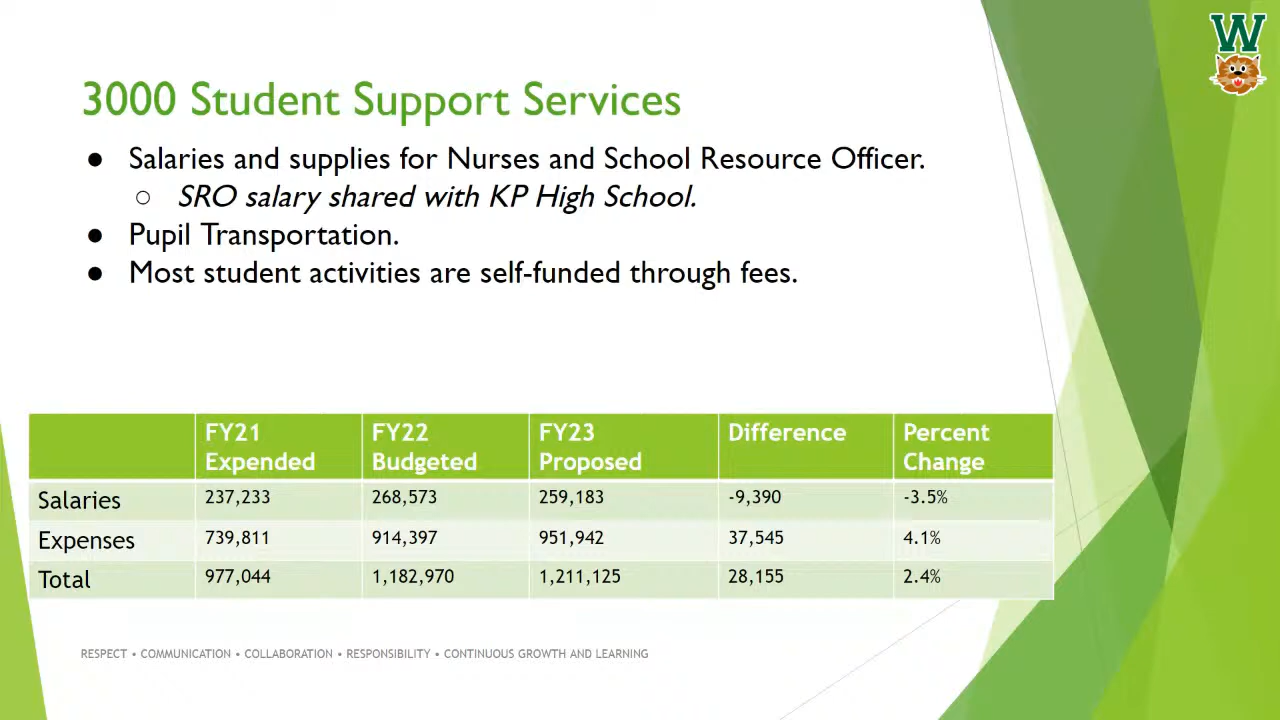 W
3000 Student Support Services
● Salaries and supplies for Nurses and School Resource Officer.
○ SRO salary shared with KP High School.
● Pupil Transportation.
● Most student activities are self-funded through fees.
FY21 Expended FY22 Budgeted FY23 Proposed Difference Percent Change
Salaries 237,233 268,573 259,183 -9,390 -3.5%
Expenses 739,811 914,397 951,942 37,545 4.1%
Total 977,044 1,182,970 1,211,125 28,155 2.4%
RESPECT • COMMUNICATION • COLLABORATION • RESPONSIBILITY • CONTINUOUS GROWTH AND LEARNING